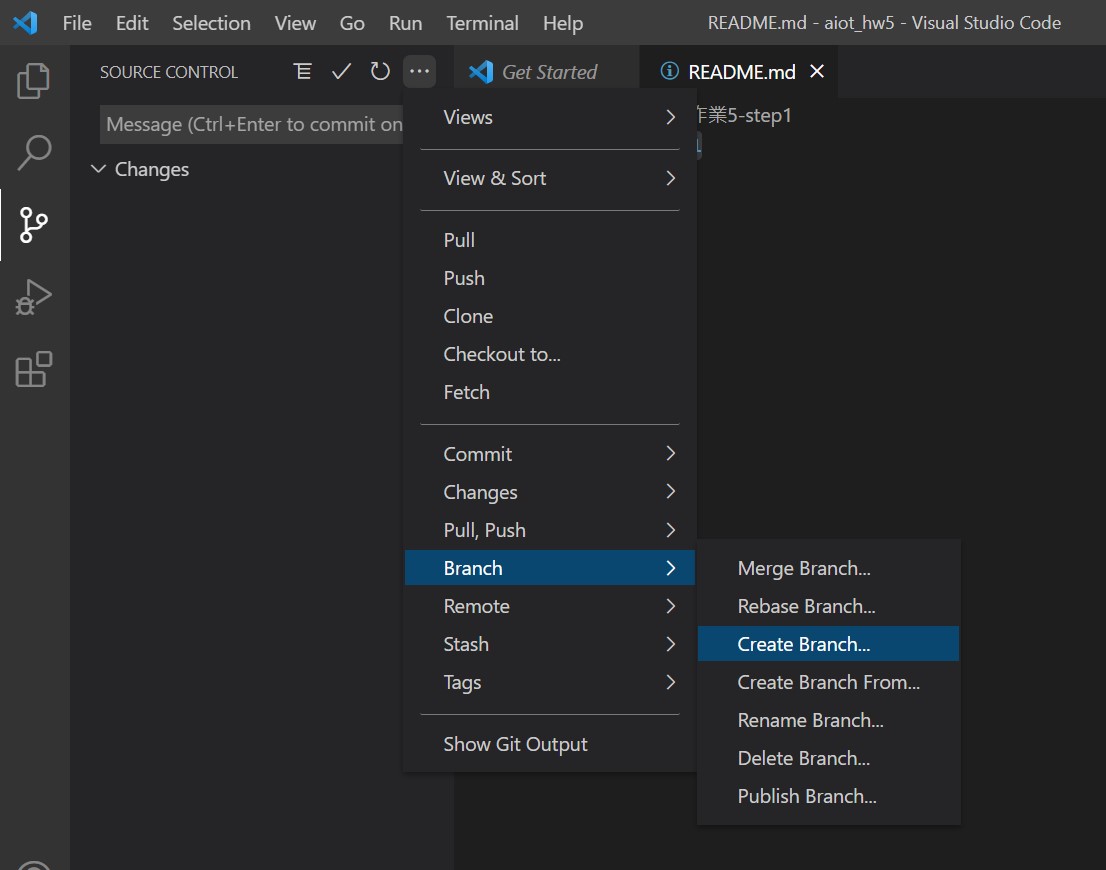 File Edit Selection View Go Run Terminal Help README.md - aiot_hw5 - Visual Studio Code
SOURCE CONTROL
Get Started
README.md
Message (Ctrl+Enter to commit on
Changes
作業5-step1
Views
View & Sort
Pull
Push
Clone
Checkout to...
Fetch
Commit
Changes
Pull, Push
Branch
Remote
Stash
Tags
Show Git Output
Merge Branch...
Rebase Branch...
Create Branch...
Create Branch From...
Rename Branch...
Delete Branch...
Publish Branch...